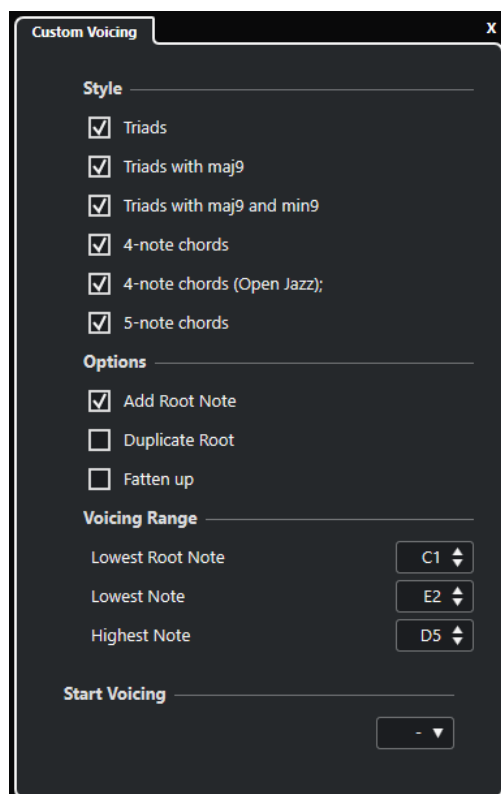 Custom Voicing X
Style
Triads
Triads with maj9
Triads with maj9 and min9
4-note chords
4-note chords (Open Jazz);
5-note chords
Options
Add Root Note
Duplicate Root
Fatten up
Voicing Range
Lowest Root Note C1
Lowest Note E2
Highest Note D5
Start Voicing
-